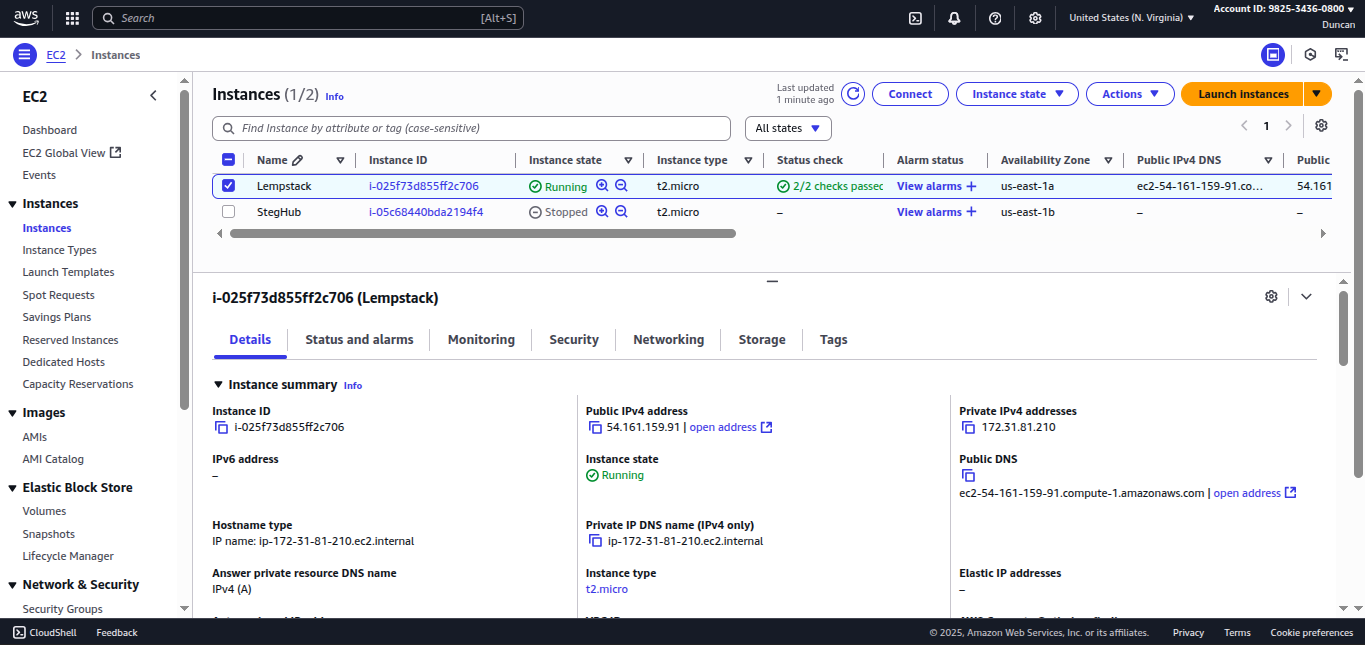 aws
Search [Alt+S]
United States (N. Virginia)
Account ID: 9825-3436-0800
Duncan
EC2 > Instances
EC2
Dashboard
EC2 Global View
Events
Instances
Instances
Instance Types
Launch Templates
Spot Requests
Savings Plans
Reserved Instances
Dedicated Hosts
Capacity Reservations
Images
AMIs
AMI Catalog
Elastic Block Store
Volumes
Snapshots
Lifecycle Manager
Network & Security
Security Groups
Instances (1/2) Info
Last updated
1 minute ago
Connect
Instance state
Actions
Launch instances
Find Instance by attribute or tag (case-sensitive)
All states
1
Name Instance ID Instance state Instance type Status check Alarm status Availability Zone Public IPv4 DNS Public
Lempstack i-025f73d855ff2c706 Running t2.micro 2/2 checks passec View alarms + us-east-1a ec2-54-161-159-91.co... 54.161
StegHub i-05c68440bda2194f4 Stopped t2.micro – View alarms + us-east-1b – –
i-025f73d855ff2c706 (Lempstack)
Details Status and alarms Monitoring Security Networking Storage Tags
Instance summary Info
Instance ID
i-025f73d855ff2c706
Public IPv4 address
54.161.159.91 | open address
Private IPv4 addresses
172.31.81.210
IPv6 address
–
Instance state
Running
Public DNS
ec2-54-161-159-91.compute-1.amazonaws.com | open address
Hostname type
IP name: ip-172-31-81-210.ec2.internal
Private IP DNS name (IPv4 only)
ip-172-31-81-210.ec2.internal
Answer private resource DNS name
IPv4 (A)
Instance type
t2.micro
Elastic IP addresses
–
CloudShell Feedback © 2025, Amazon Web Services, Inc. or its affiliates. Privacy Terms Cookie preferences